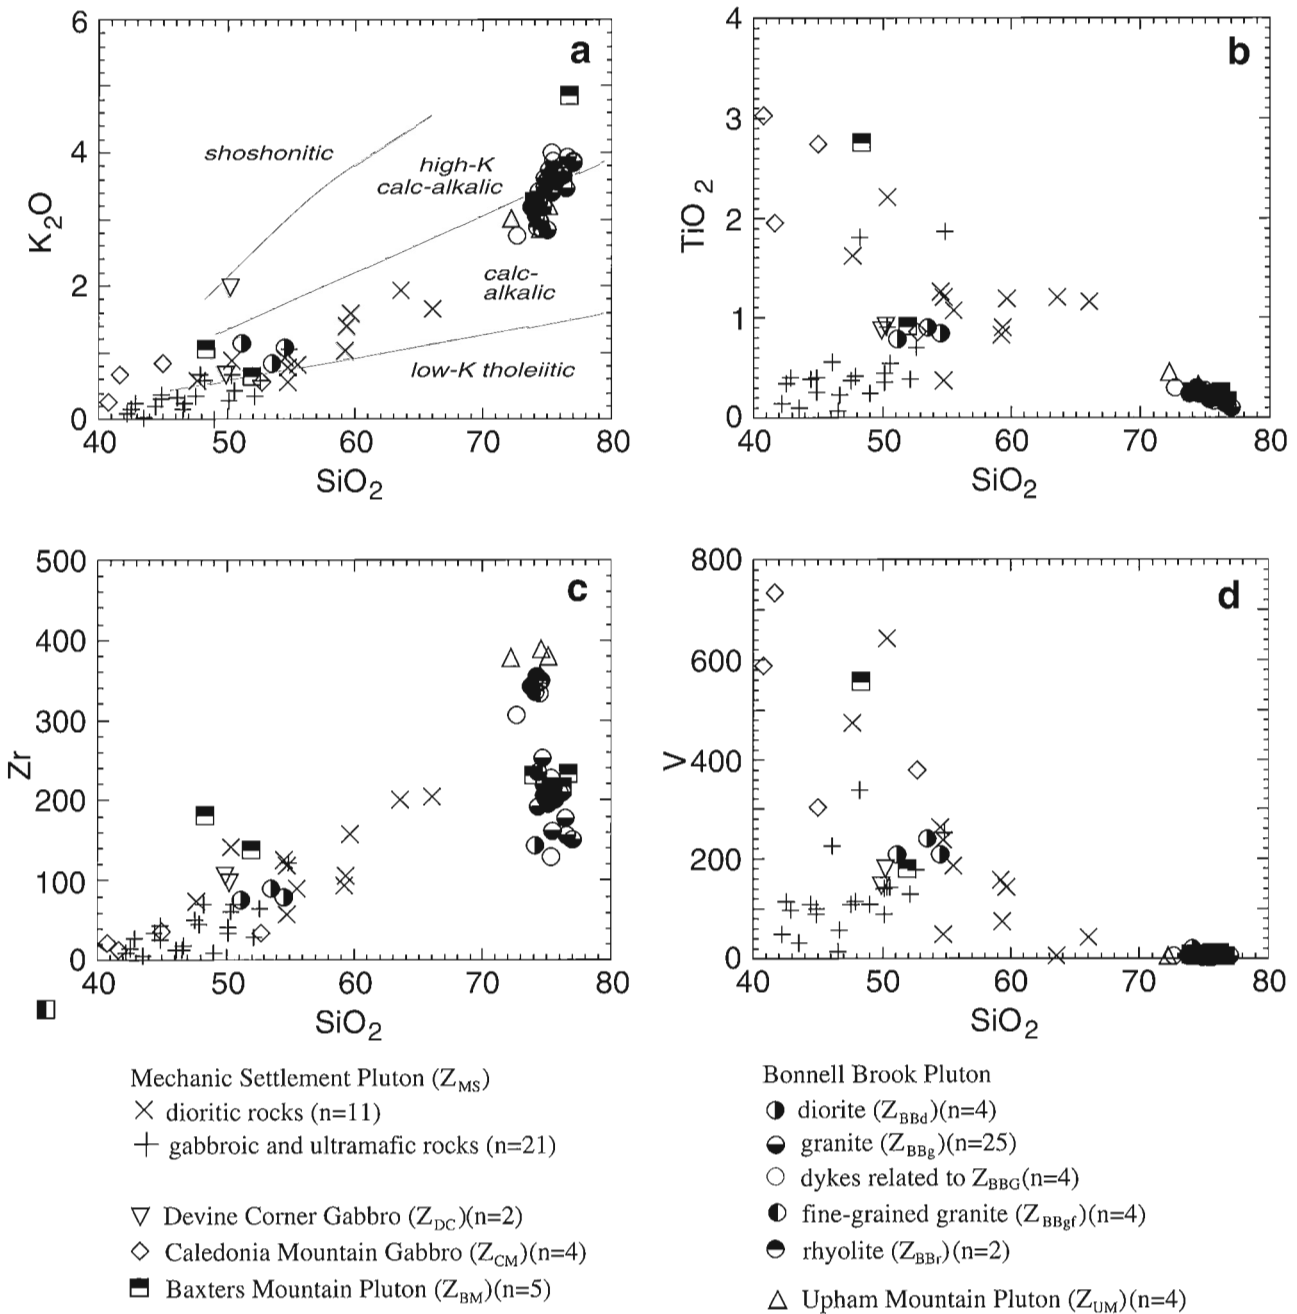 6
4
2
0
K2O
a
shoshonitic
high-K
calc-alkalic
calc-
alkalic
low-K tholeiitic
40
50
60
70
80
SiO2
4
3
2
1
0
TiO2
b
40
50
60
70
80
SiO2
500
400
300
200
100
0
Zr
c
40
50
60
70
80
SiO2
800
600
400
200
0
V
d
40
50
60
70
80
SiO2
Mechanic Settlement Pluton (ZMS)
dioritic rocks (n=11)
gabbroic and ultramafic rocks (n=21)
Devine Corner Gabbro (ZDC)(n=2)
Caledonia Mountain Gabbro (ZCM)(n=4)
Baxters Mountain Pluton (ZBM)(n=5)
Bonnell Brook Pluton
diorite (ZBBd)(n=4)
granite (ZBBg)(n=25)
dykes related to ZBBG(n=4)
fine-grained granite (ZBBgf)(n=4)
rhyolite (ZBBr)(n=2)
Upham Mountain Pluton (ZUM)(n=4)